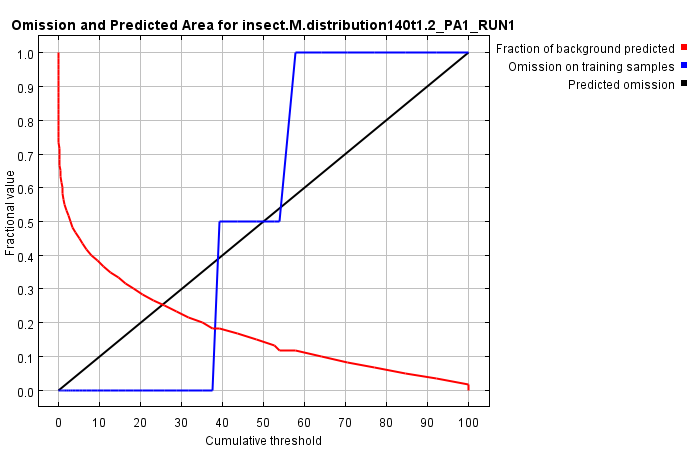 Omission and Predicted Area for insect.M.distribution140t1.2_PA1_RUN1
Fraction of background predicted
Omission on training samples
Predicted omission
Fractional value
1.0
0.9
0.8
0.7
0.6
0.5
0.4
0.3
0.2
0.1
0.0
0 10 20 30 40 50 60 70 80 90 100
Cumulative threshold